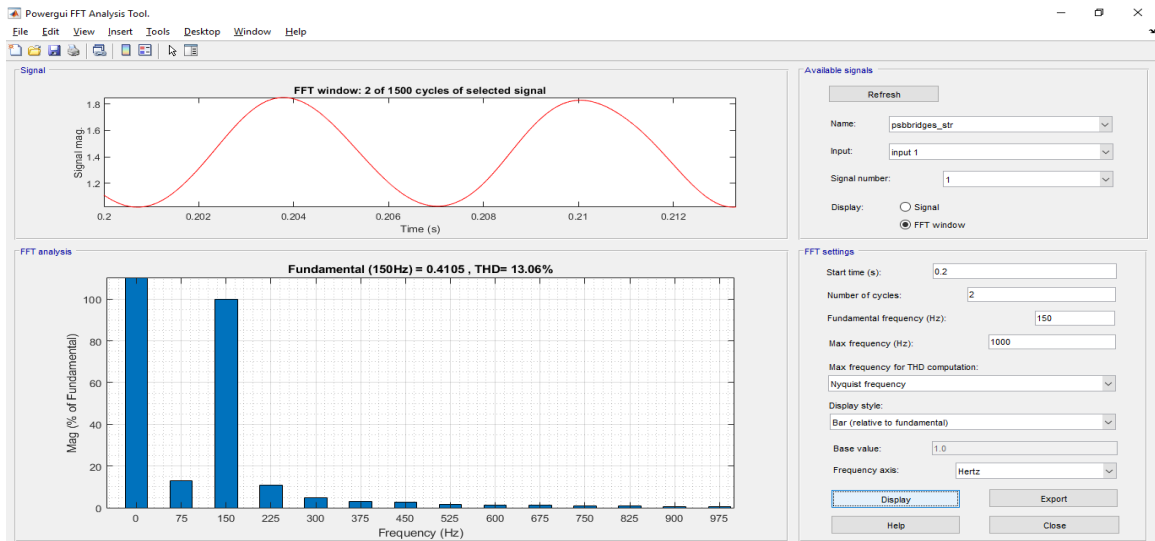 Powergui FFT Analysis Tool.
File Edit View Insert Tools Desktop Window Help
Signal
FFT window: 2 of 1500 cycles of selected signal
Signal mag.
1.8
1.6
1.4
1.2
0.2 0.202 0.204 0.206 0.208 0.21 0.212
Time (s)
FFT analysis
Fundamental (150Hz) = 0.4105 , THD= 13.06%
Mag (% of Fundamental)
100
80
60
40
20
0
0 75 150 225 300 375 450 525 600 675 750 825 900 975
Frequency (Hz)
Available signals
Refresh
Name: psbbridges_str
Input: input 1
Signal number: 1
Display: Signal
FFT window
FFT settings
Start time (s): 0.2
Number of cycles: 2
Fundamental frequency (Hz): 150
Max frequency (Hz): 1000
Max frequency for THD computation:
Nyquist frequency
Display style:
Bar (relative to fundamental)
Base value: 1.0
Frequency axis: Hertz
Display Export
Help Close